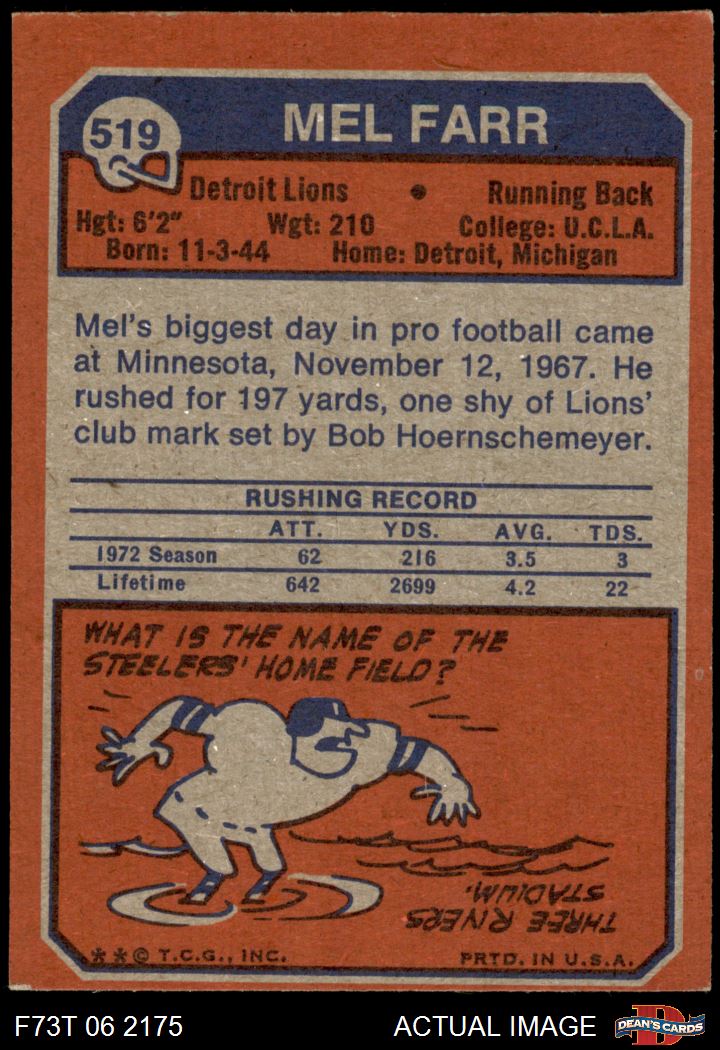 519
MEL FARR
Detroit Lions • Running Back
Hgt: 6'2" Wgt: 210 College: U.C.L.A.
Born: 11-3-44 Home: Detroit, Michigan
Mel's biggest day in pro football came
at Minnesota, November 12, 1967. He
rushed for 197 yards, one shy of Lions'
club mark set by Bob Hoernschemeyer.
RUSHING RECORD
ATT. YDS. AVG. TDS.
1972 Season 62 216 3.5 3
Lifetime 642 2699 4.2 22
WHAT IS THE NAME OF THE
STEELERS' HOME FIELD?
THREE RIVERS
STADIUM.
**© T.C.G., INC. PRTD. IN U.S.A.
F73T 06 2175 ACTUAL IMAGE
D
DEAN'S CARDS